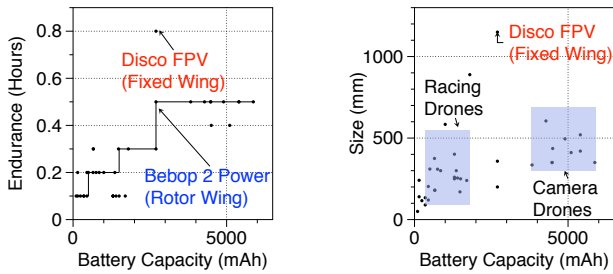 Endurance (Hours)
0.8
0.6
0.4
0.2
0
0
5000
Battery Capacity (mAh)
Disco FPV
(Fixed Wing)
Bebop 2 Power
(Rotor Wing)
Size (mm)
1000
500
0
0
5000
Battery Capacity (mAh)
Disco FPV
(Fixed Wing)
Racing
Drones
Camera
Drones